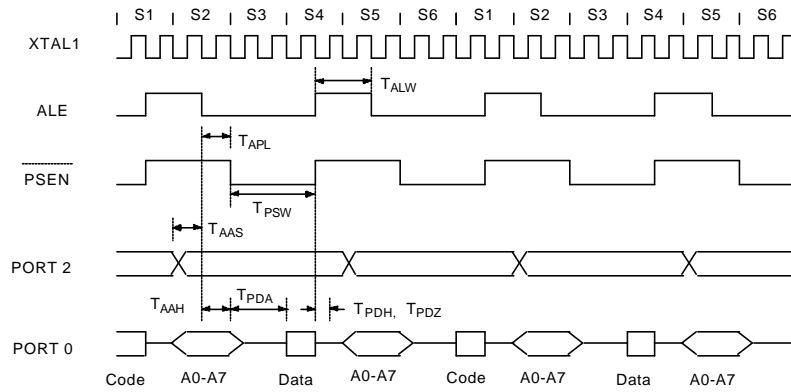 S1 S2 S3 S4 S5 S6 S1 S2 S3 S4 S5 S6
XTAL1
TALW
ALE
TAPL
PSEN
TPSW
TAAS
PORT 2
TAAH TPDA TPDH, TPDZ
PORT 0
Code A0-A7 Data A0-A7 Code A0-A7 Data A0-A7